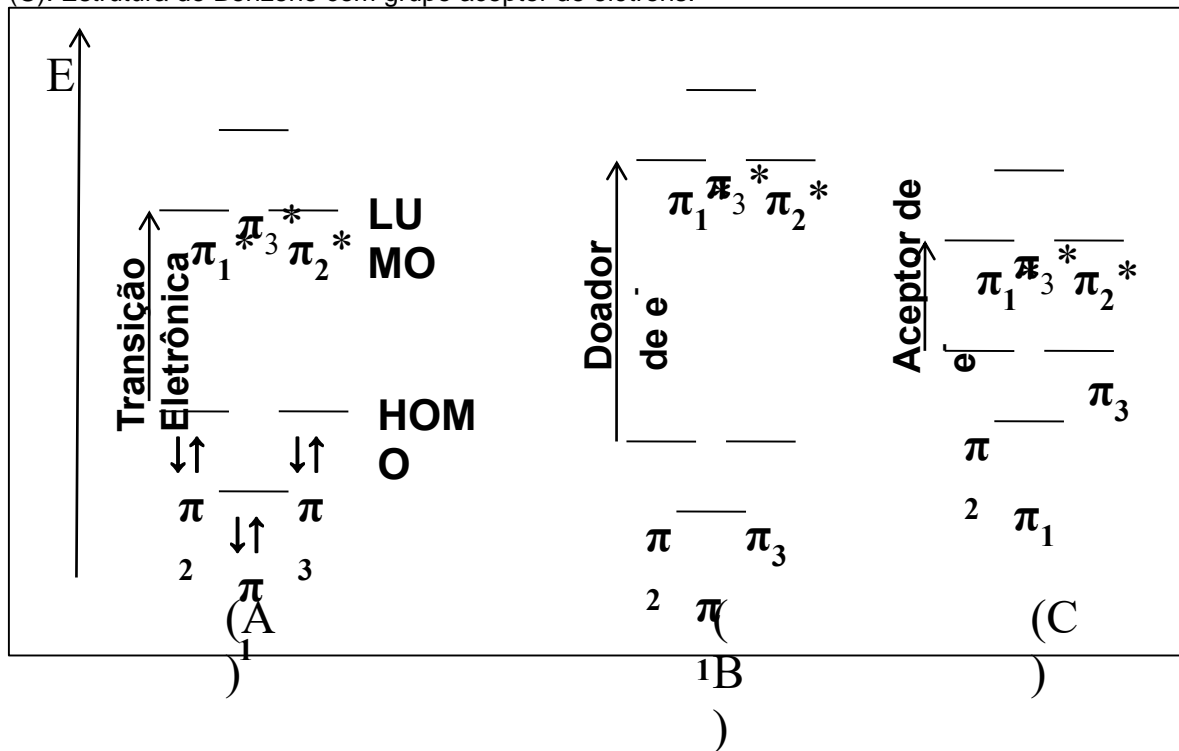 (C). Estrutura do Benzeno com grupo aceptor de elétrons.
E
Transição
Eletrônica
π1* π3* π2*
LU
MO
HOM
O
↓↑ ↓↑
π2 π3
↓↑
π1
(A
)
Doador
de e-
π1* π3* π2*
π2 π3
π1
(
B
)
Aceptor de
e-
π1* π3* π2*
π3
π2
π1
(C
)